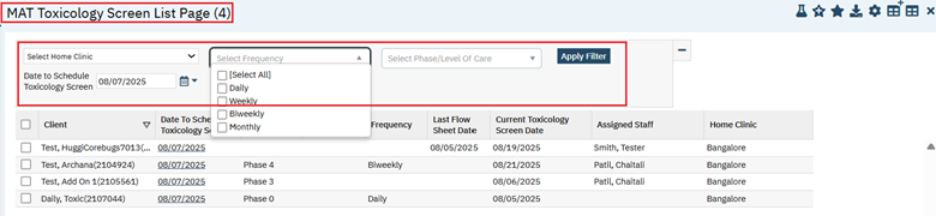 MAT Toxicology Screen List Page (4)
Select Home Clinic
Select Frequency
Select Phase/Level Of Care
Apply Filter
Date to Schedule
Toxicology Screen
08/07/2025
[Select All]
Daily
Weekly
Biweekly
Monthly
Client
Date To Sche
Toxicology Sc
Frequency
Last Flow
Sheet Date
Current Toxicology
Screen Date
Assigned Staff
Home Clinic
Test, HuggiCorebugs7013(... 08/07/2025 08/05/2025 08/19/2025 Smith, Tester Bangalore
Test, Archana(2104924) 08/07/2025 Phase 4 Biweekly 08/21/2025 Patil, Chaitali Bangalore
Test, Add On 1(2105561) 08/07/2025 Phase 3 08/06/2025 Patil, Chaitali Bangalore
Daily, Toxic(2107044) 08/07/2025 Phase 0 Daily 08/05/2025 Bangalore